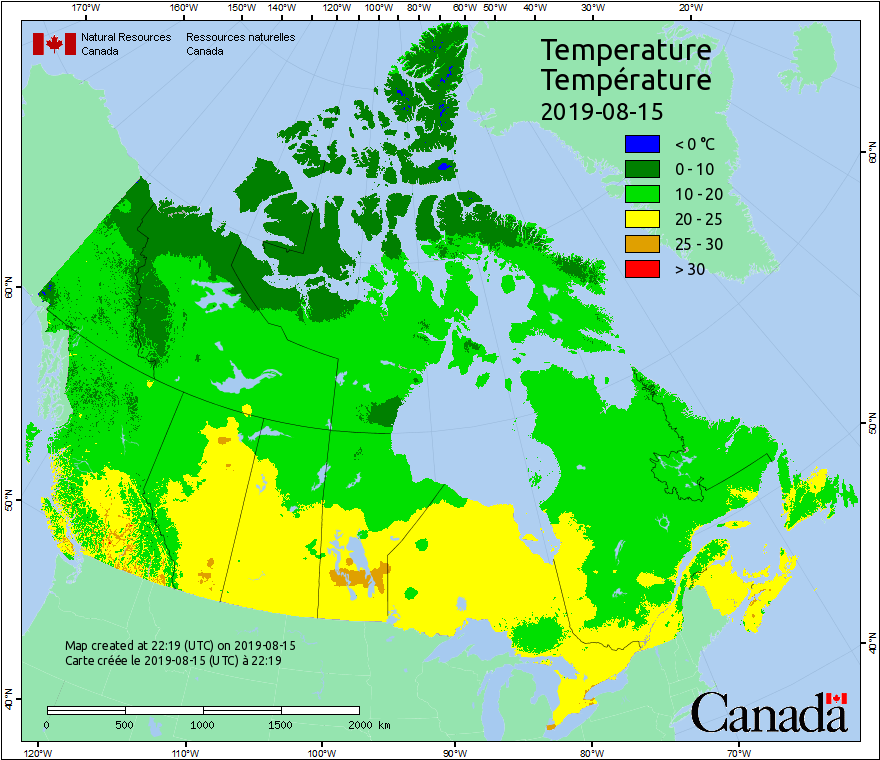 170°W 160°W 150°W 140°W 120°W 100°W 80°W 60°W 50°W 40°W 30°W 20°W
Natural Resources Ressources naturelles
Canada Canada
Temperature
Température
2019-08-15
< 0 °C
0 - 10
10 - 20
20 - 25
25 - 30
> 30
60°N 60°N
50°N 50°N
40°N 40°N
Map created at 22:19 (UTC) on 2019-08-15
Carte créée le 2019-08-15 (UTC) à 22:19
0 500 1000 1500 2000 km
Canada
120°W 110°W 100°W 90°W 80°W 70°W